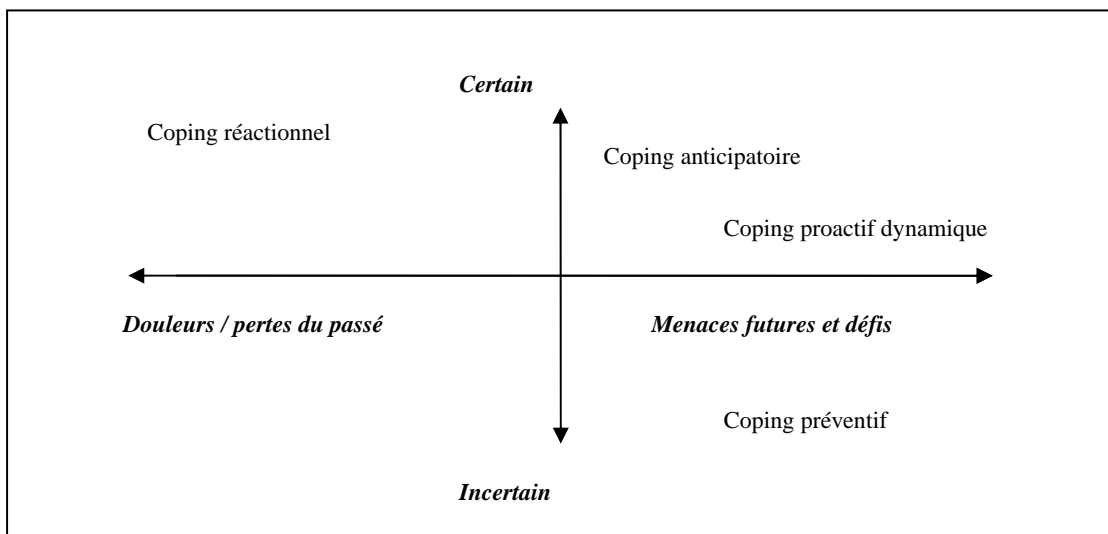 Certain
Coping réactionnel
Coping anticipatoire
Coping proactif dynamique
Douleurs / pertes du passé
Menaces futures et défis
Coping préventif
Incertain